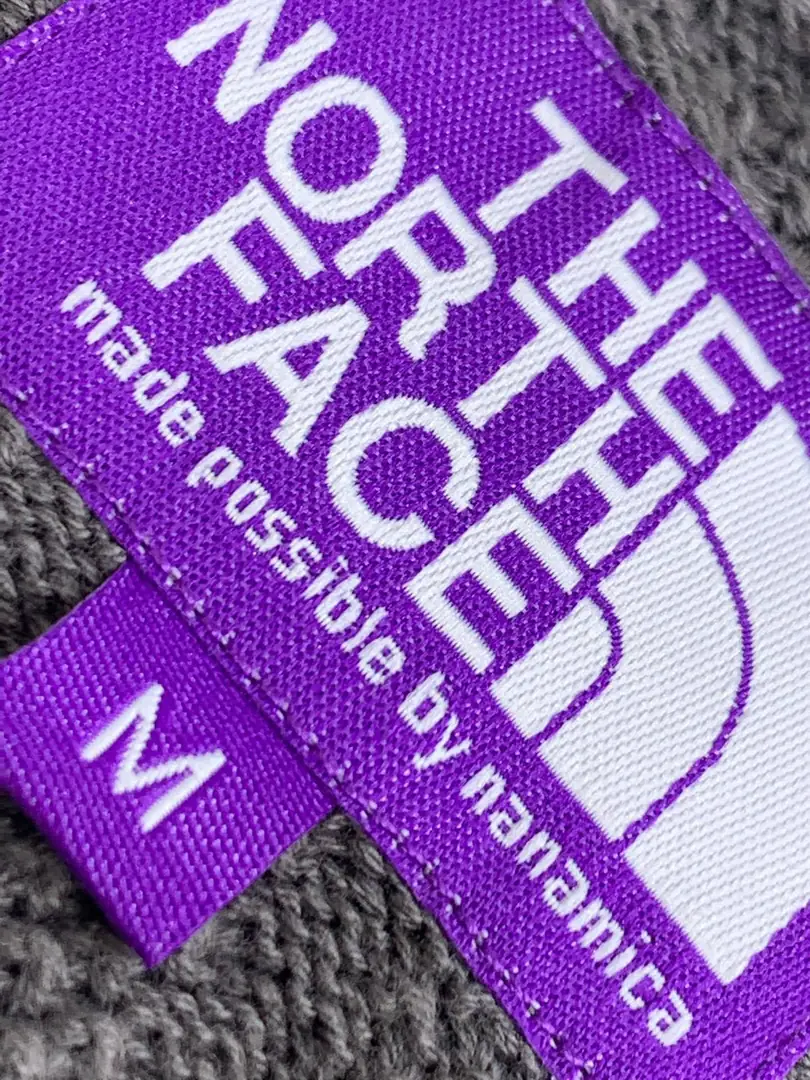 THE
NORTH
FACE
made possible by nanamica
M